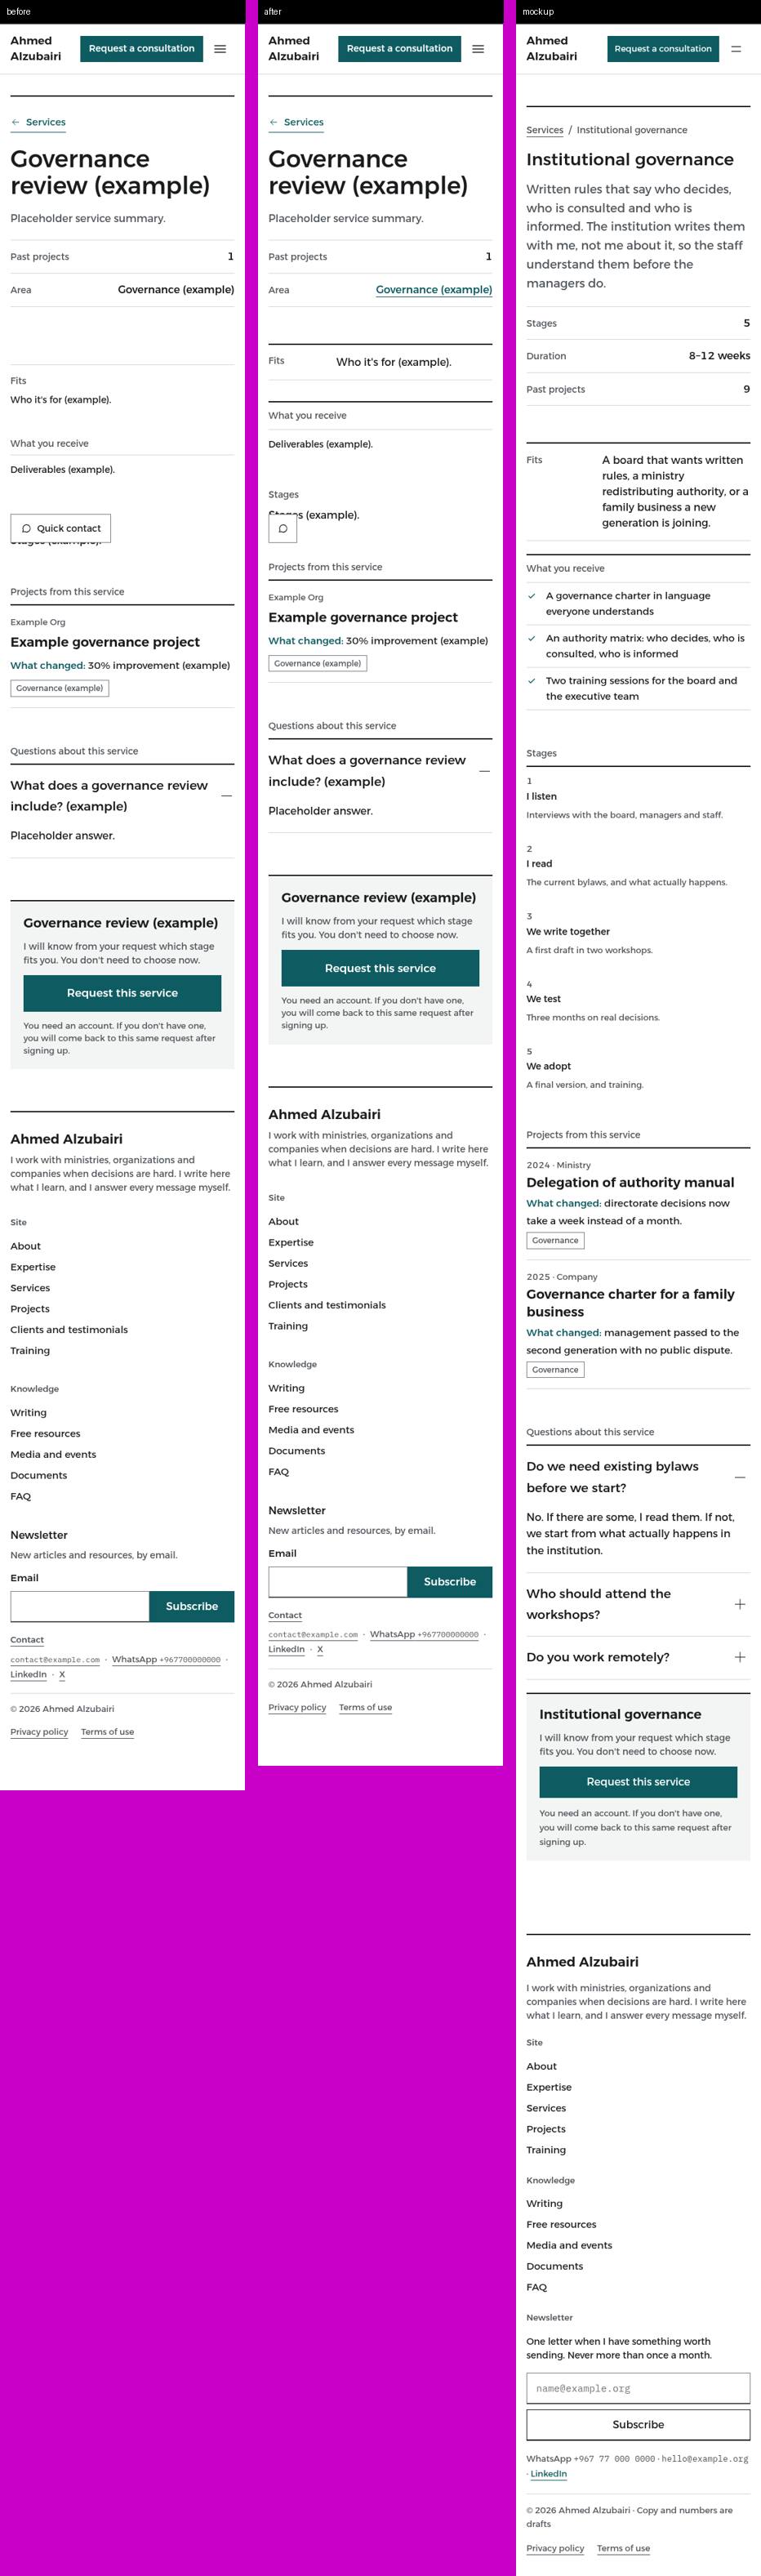 before
Ahmed
Alzubairi
Request a consultation
← Services
Governance
review (example)
Placeholder service summary.
Past projects 1
Area Governance (example)
Fits
Who it's for (example).
What you receive
Deliverables (example).
Quick contact
Stages (example).
Projects from this service
Example Org
Example governance project
What changed: 30% improvement (example)
Governance (example)
Questions about this service
What does a governance review
include? (example)
Placeholder answer.
Governance review (example)
I will know from your request which stage
fits you. You don't need to choose now.
Request this service
You need an account. If you don't have one,
you will come back to this same request after
signing up.
Ahmed Alzubairi
I work with ministries, organizations and
companies when decisions are hard. I write here
what I learn, and I answer every message myself.
Site
About
Expertise
Services
Projects
Clients and testimonials
Training
Knowledge
Writing
Free resources
Media and events
Documents
FAQ
Newsletter
New articles and resources, by email.
Email
Subscribe
Contact
contact@example.com · WhatsApp +967700000000 ·
LinkedIn · X
© 2026 Ahmed Alzubairi
Privacy policy Terms of use
after
Ahmed
Alzubairi
Request a consultation
← Services
Governance
review (example)
Placeholder service summary.
Past projects 1
Area Governance (example)
Fits Who it's for (example).
What you receive
Deliverables (example).
Stages
Stages (example).
Projects from this service
Example Org
Example governance project
What changed: 30% improvement (example)
Governance (example)
Questions about this service
What does a governance review
include? (example)
Placeholder answer.
Governance review (example)
I will know from your request which stage
fits you. You don't need to choose now.
Request this service
You need an account. If you don't have one,
you will come back to this same request after
signing up.
Ahmed Alzubairi
I work with ministries, organizations and
companies when decisions are hard. I write here
what I learn, and I answer every message myself.
Site
About
Expertise
Services
Projects
Clients and testimonials
Training
Knowledge
Writing
Free resources
Media and events
Documents
FAQ
Newsletter
New articles and resources, by email.
Email
Subscribe
Contact
contact@example.com · WhatsApp +967700000000 ·
LinkedIn · X
© 2026 Ahmed Alzubairi
Privacy policy Terms of use
mockup
Ahmed
Alzubairi
Request a consultation
Services / Institutional governance
Institutional governance
Written rules that say who decides,
who is consulted and who is
informed. The institution writes them
with me, not me about it, so the staff
understand them before the
managers do.
Stages 5
Duration 8–12 weeks
Past projects 9
Fits A board that wants written
rules, a ministry
redistributing authority, or a
family business a new
generation is joining.
What you receive
✓ A governance charter in language
everyone understands
✓ An authority matrix: who decides, who is
consulted, who is informed
✓ Two training sessions for the board and
the executive team
Stages
1
I listen
Interviews with the board, managers and staff.
2
I read
The current bylaws, and what actually happens.
3
We write together
A first draft in two workshops.
4
We test
Three months on real decisions.
5
We adopt
A final version, and training.
Projects from this service
2024 · Ministry
Delegation of authority manual
What changed: directorate decisions now
take a week instead of a month.
Governance
2025 · Company
Governance charter for a family
business
What changed: management passed to the
second generation with no public dispute.
Governance
Questions about this service
Do we need existing bylaws
before we start?
No. If there are some, I read them. If not,
we start from what actually happens in
the institution.
Who should attend the
workshops?
Do you work remotely?
Institutional governance
I will know from your request which stage
fits you. You don't need to choose now.
Request this service
You need an account. If you don't have one,
you will come back to this same request after
signing up.
Ahmed Alzubairi
I work with ministries, organizations and
companies when decisions are hard. I write here
what I learn, and I answer every message myself.
Site
About
Expertise
Services
Projects
Training
Knowledge
Writing
Free resources
Media and events
Documents
FAQ
Newsletter
One letter when I have something worth
sending. Never more than once a month.
name@example.org
Subscribe
WhatsApp +967 77 000 0000 · hello@example.org
· LinkedIn
© 2026 Ahmed Alzubairi · Copy and numbers are
drafts
Privacy policy Terms of use